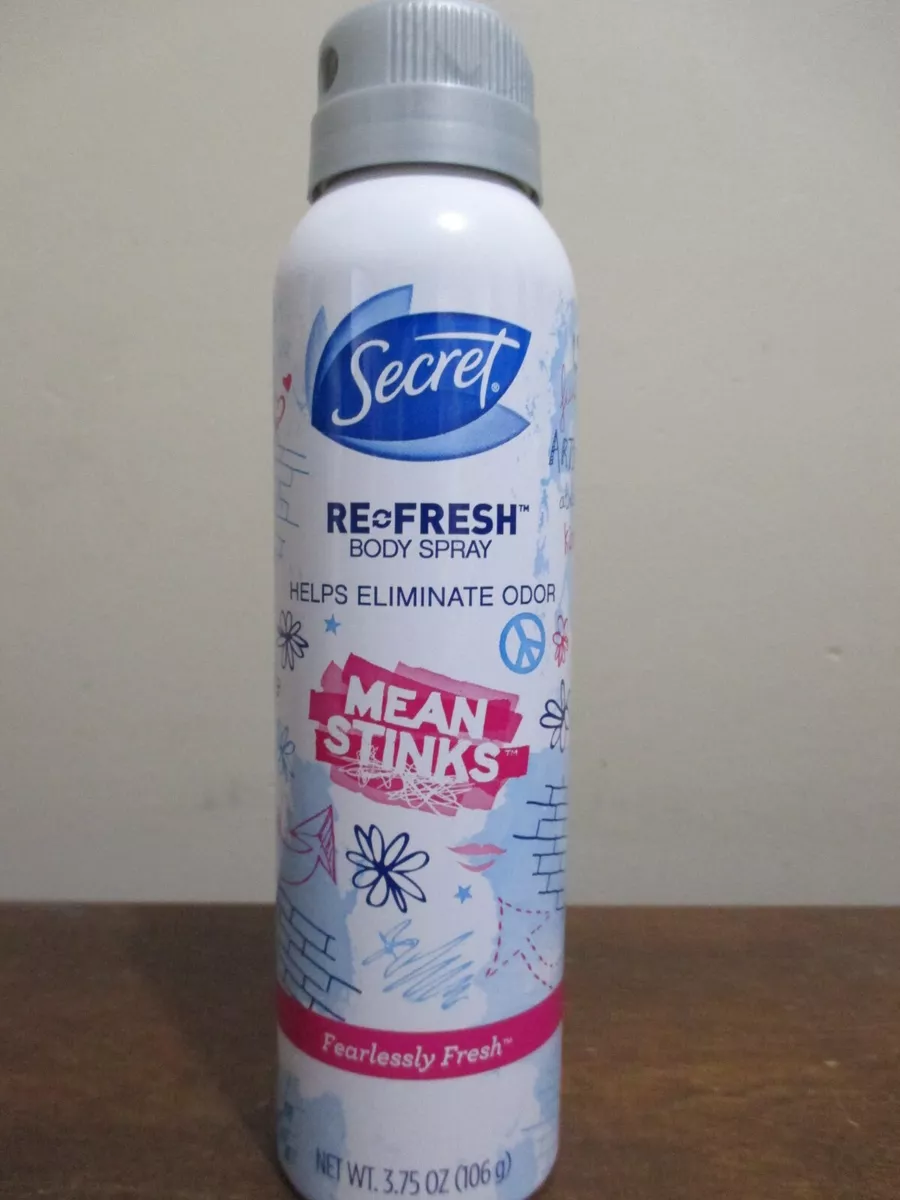 Secret®
RE FRESH™
BODY SPRAY
HELPS ELIMINATE ODOR
MEAN
STINKS™
Fearlessly Fresh™
NET WT. 3.75 OZ (106 g)